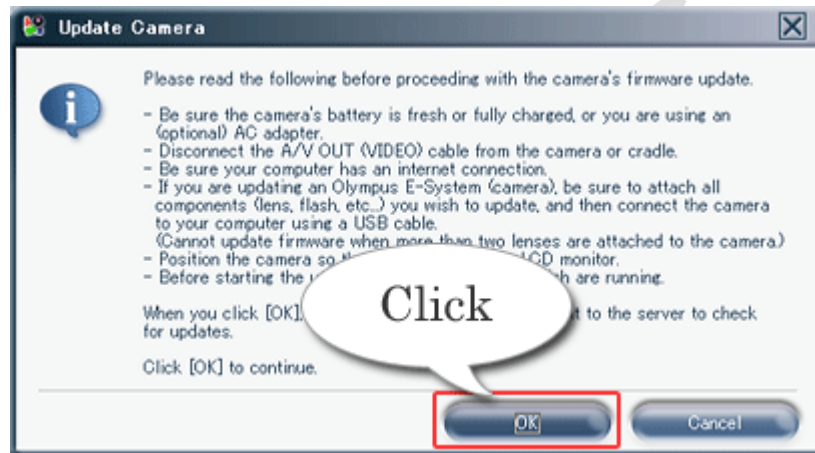 Update Camera
Please read the following before proceeding with the camera's firmware update.
- Be sure the camera's battery is fresh or fully charged, or you are using an
(optional) AC adapter.
- Disconnect the A/V OUT (VIDEO) cable from the camera or cradle.
- Be sure your computer has an internet connection.
- If you are updating an Olympus E-System (camera), be sure to attach all
components (lens, flash, etc...) you wish to update, and then connect the camera
to your computer using a USB cable.
(Cannot update firmware when more than two lenses are attached to the camera.)
- Position the camera so LCD monitor.
- Before starting the are running.
When you click [OK], to the server to check
for updates.
Click
Click [OK] to continue.
OK
Cancel